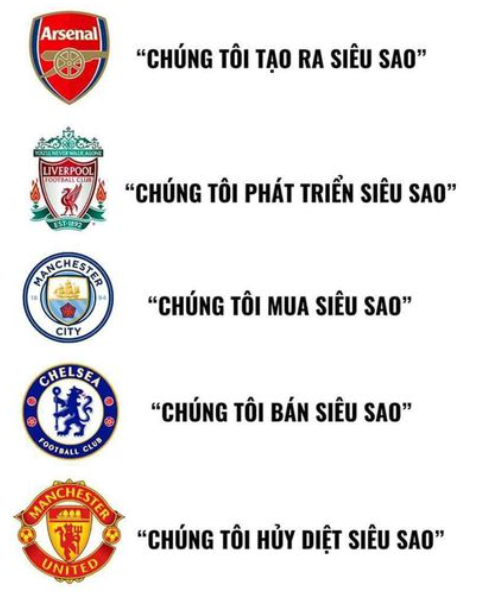 Arsenal
“CHÚNG TÔI TẠO RA SIÊU SAO”
YOU'LL NEVER WALK ALONE
LIVERPOOL
FOOTBALL CLUB
EST·1892
“CHÚNG TÔI PHÁT TRIỂN SIÊU SAO”
MANCHESTER
18 94
CITY
“CHÚNG TÔI MUA SIÊU SAO”
CHELSEA
FOOTBALL CLUB
“CHÚNG TÔI BÁN SIÊU SAO”
MANCHESTER
UNITED
“CHÚNG TÔI HỦY DIỆT SIÊU SAO”